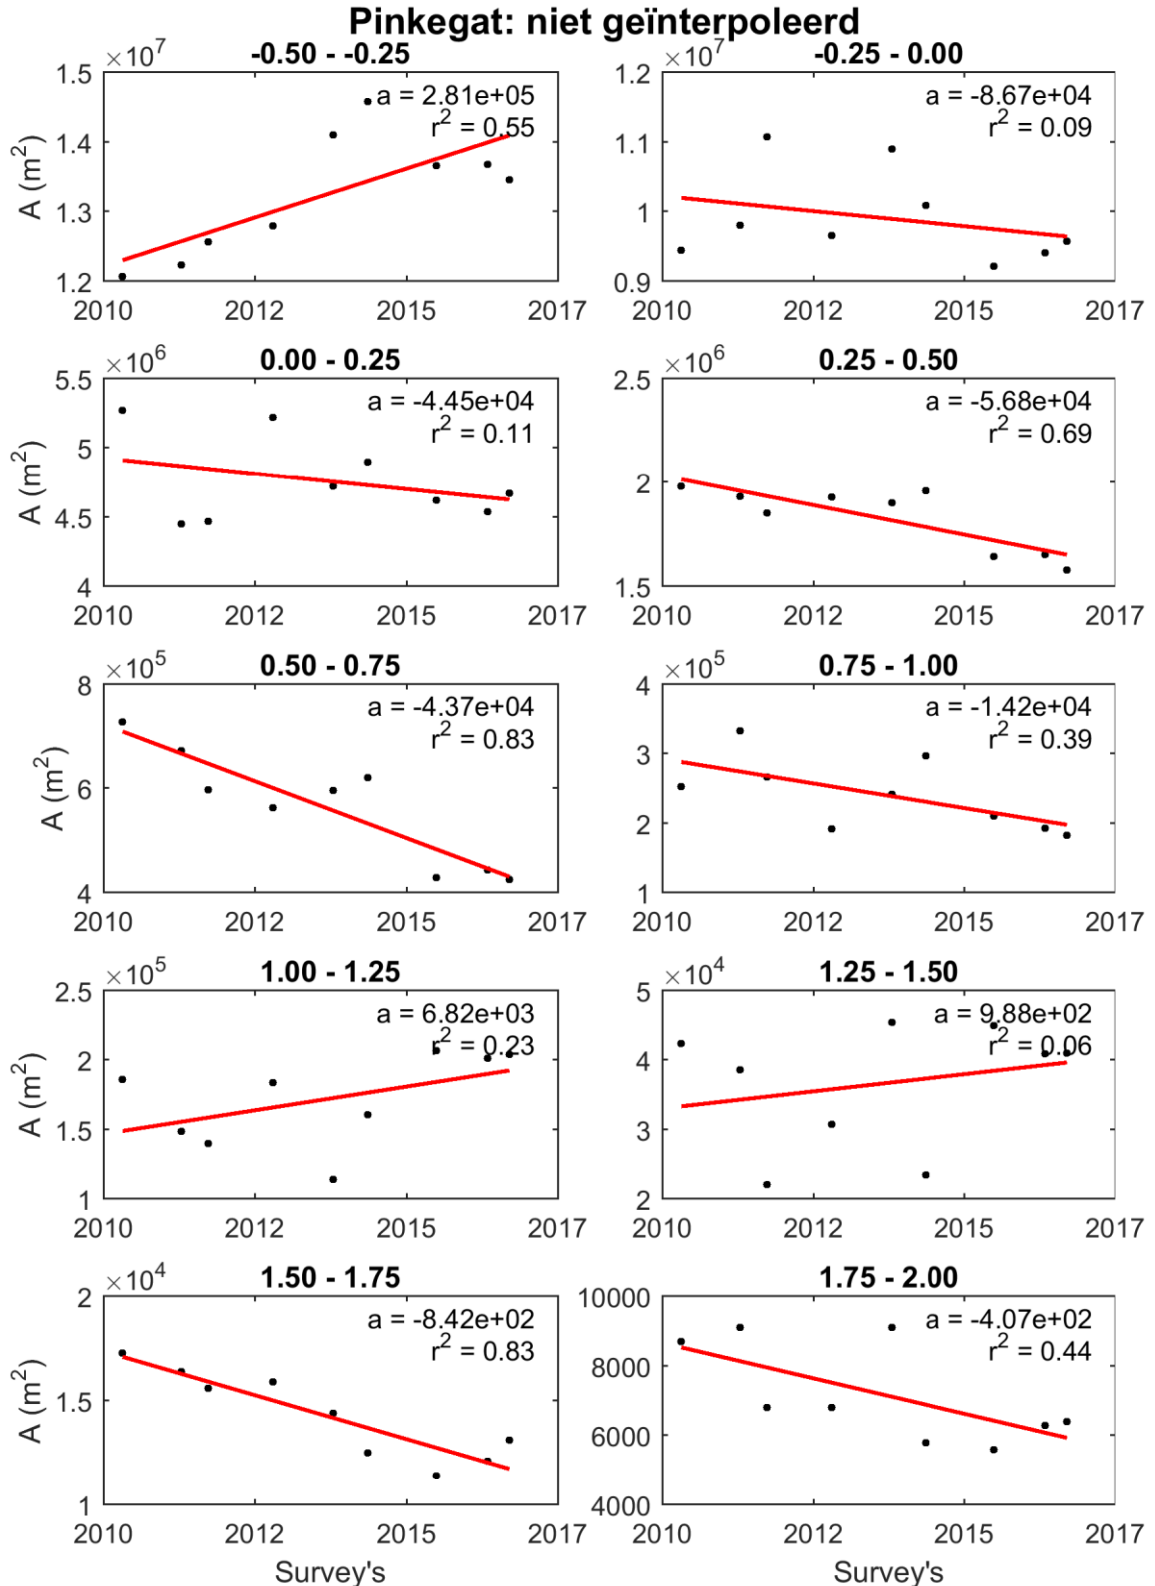 Pinkegat: niet geïnterpoleerd
×10^7
-0.50 - -0.25
a = 2.81e+05
r^2 = 0.55
A (m^2)
1.5
1.4
1.3
1.2
2010 2012 2015 2017
×10^7
-0.25 - 0.00
a = -8.67e+04
r^2 = 0.09
1.2
1.1
1
0.9
2010 2012 2015 2017
×10^6
0.00 - 0.25
a = -4.45e+04
r^2 = 0.11
A (m^2)
5.5
5
4.5
4
2010 2012 2015 2017
×10^6
0.25 - 0.50
a = -5.68e+04
r^2 = 0.69
2.5
2
1.5
2010 2012 2015 2017
×10^5
0.50 - 0.75
a = -4.37e+04
r^2 = 0.83
A (m^2)
8
6
4
2010 2012 2015 2017
×10^5
0.75 - 1.00
a = -1.42e+04
r^2 = 0.39
4
3
2
1
2010 2012 2015 2017
×10^5
1.00 - 1.25
a = 6.82e+03
r^2 = 0.23
A (m^2)
2.5
2
1.5
1
2010 2012 2015 2017
×10^4
1.25 - 1.50
a = 9.88e+02
r^2 = 0.06
5
4
3
2
2010 2012 2015 2017
×10^4
1.50 - 1.75
a = -8.42e+02
r^2 = 0.83
A (m^2)
2
1.5
1
2010 2012 2015 2017
Survey's
1.75 - 2.00
a = -4.07e+02
r^2 = 0.44
10000
8000
6000
4000
2010 2012 2015 2017
Survey's